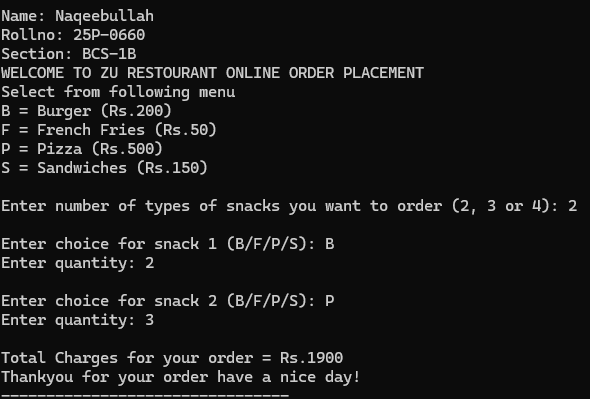 Name: Naqeebullah
Rollno: 25P-0660
Section: BCS-1B
WELCOME TO ZU RESTOURANT ONLINE ORDER PLACEMENT
Select from following menu
B = Burger (Rs.200)
F = French Fries (Rs.50)
P = Pizza (Rs.500)
S = Sandwiches (Rs.150)
Enter number of types of snacks you want to order (2, 3 or 4): 2
Enter choice for snack 1 (B/F/P/S): B
Enter quantity: 2
Enter choice for snack 2 (B/F/P/S): P
Enter quantity: 3
Total Charges for your order = Rs.1900
Thankyou for your order have a nice day!
--------------------------------